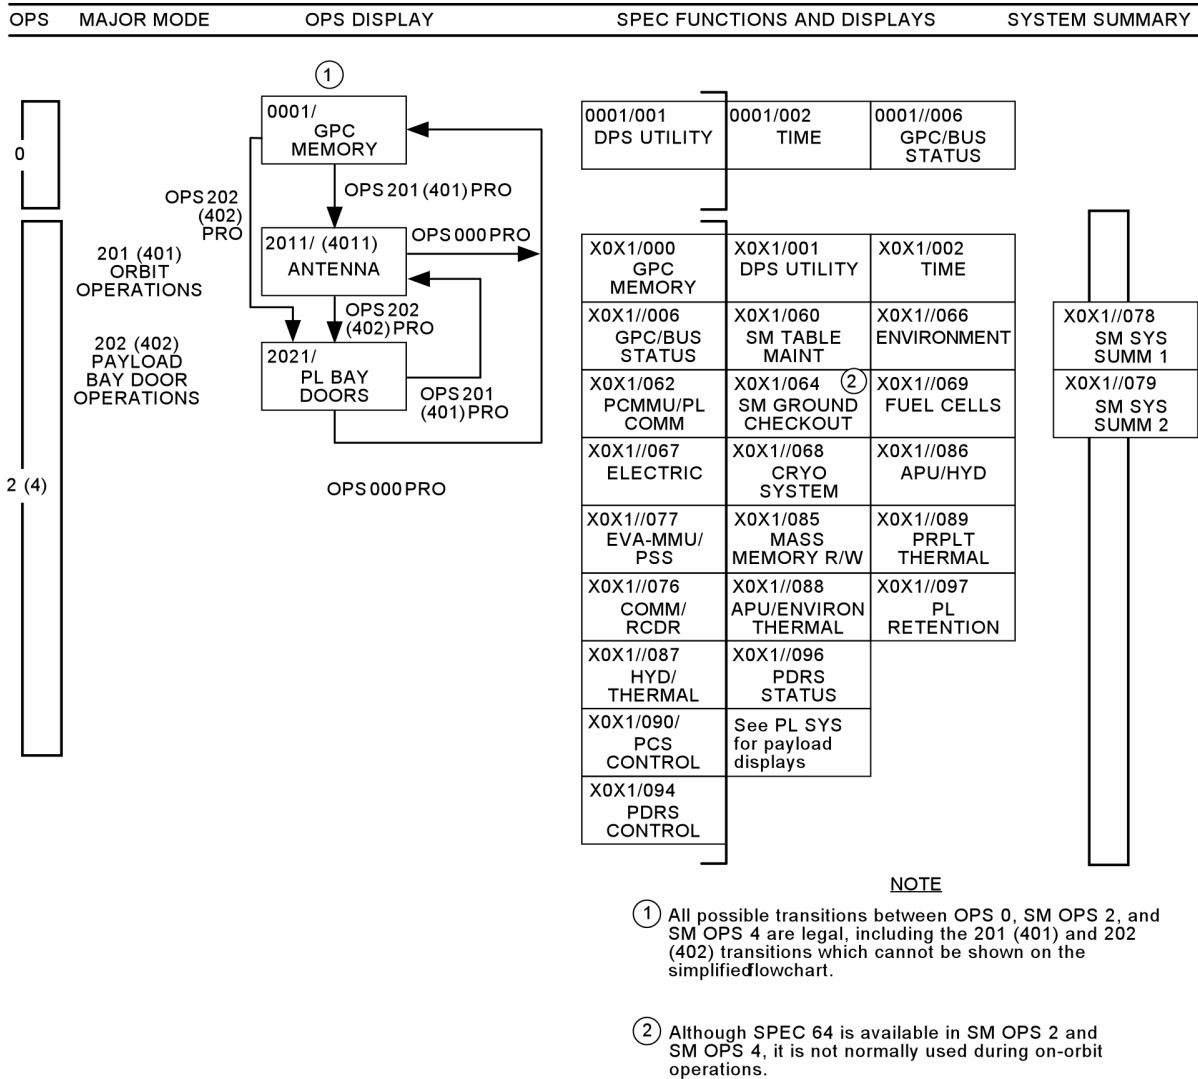 OPS MAJOR MODE OPS DISPLAY SPEC FUNCTIONS AND DISPLAYS SYSTEM SUMMARY
1
0
0001/
GPC
MEMORY
OPS 202
(402)
PRO
OPS 201 (401) PRO
201 (401)
ORBIT
OPERATIONS
2011/ (4011)
ANTENNA
OPS 000 PRO
OPS 202
(402) PRO
202 (402)
PAYLOAD
BAY DOOR
OPERATIONS
2021/
PL BAY
DOORS
OPS 201
(401) PRO
2 (4)
OPS 000 PRO
0001/001
DPS UTILITY
0001/002
TIME
0001//006
GPC/BUS
STATUS
X0X1/000
GPC
MEMORY
X0X1/001
DPS UTILITY
X0X1/002
TIME
X0X1//006
GPC/BUS
STATUS
X0X1/060
SM TABLE
MAINT
X0X1//066
ENVIRONMENT
X0X1/062
PCMMU/PL
COMM
X0X1/064 2
SM GROUND
CHECKOUT
X0X1//069
FUEL CELLS
X0X1//067
ELECTRIC
X0X1//068
CRYO
SYSTEM
X0X1//086
APU/HYD
X0X1//077
EVA-MMU/
PSS
X0X1/085
MASS
MEMORY R/W
X0X1//089
PRPLT
THERMAL
X0X1//076
COMM/
RCDR
X0X1//088
APU/ENVIRON
THERMAL
X0X1//097
PL
RETENTION
X0X1//087
HYD/
THERMAL
X0X1//096
PDRS
STATUS
X0X1/090/
PCS
CONTROL
See PL SYS
for payload
displays
X0X1/094
PDRS
CONTROL
X0X1//078
SM SYS
SUMM 1
X0X1//079
SM SYS
SUMM 2
NOTE
1 All possible transitions between OPS 0, SM OPS 2, and
SM OPS 4 are legal, including the 201 (401) and 202
(402) transitions which cannot be shown on the
simplifiedflowchart.
2 Although SPEC 64 is available in SM OPS 2 and
SM OPS 4, it is not normally used during on-orbit
operations.